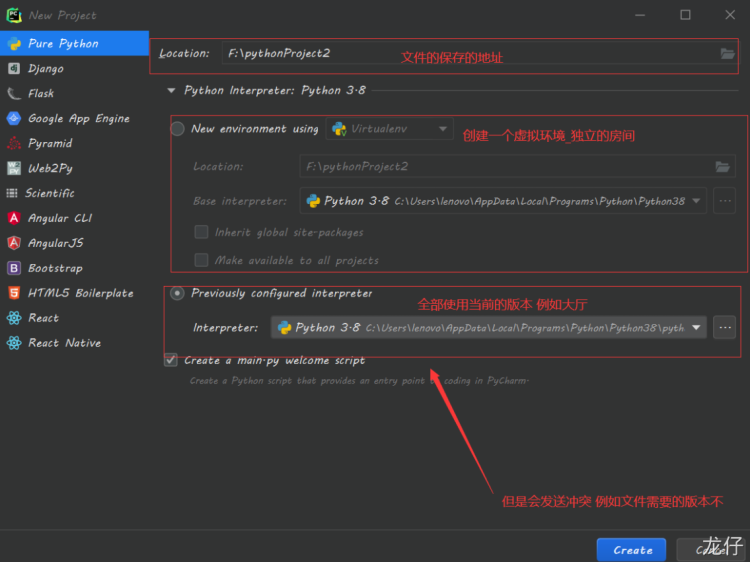 New Project
Pure Python
Django
Flask
Google App Engine
Pyramid
Web2Py
Scientific
Angular CLI
AngularJS
Bootstrap
HTML5 Boilerplate
React
React Native
Location: F:\pythonProject2
文件的保存的地址
Python Interpreter: Python 3.8
New environment using Virtualenv
创建一个虚拟环境_独立的房间
Location: F:\pythonProject2
Base interpreter: Python 3.8 C:\Users\lenovo\AppData\Local\Programs\Python\Python38
Inherit global site-packages
Make available to all projects
Previously configured interpreter
全部使用当前的版本 例如大厅
Interpreter: Python 3.8 C:\Users\lenovo\AppData\Local\Programs\Python\Python38\pyth
Create a main.py welcome script
Create a Python script that provides an entry point to coding in PyCharm.
但是会发送冲突 例如文件需要的版本不
Create
龙仔